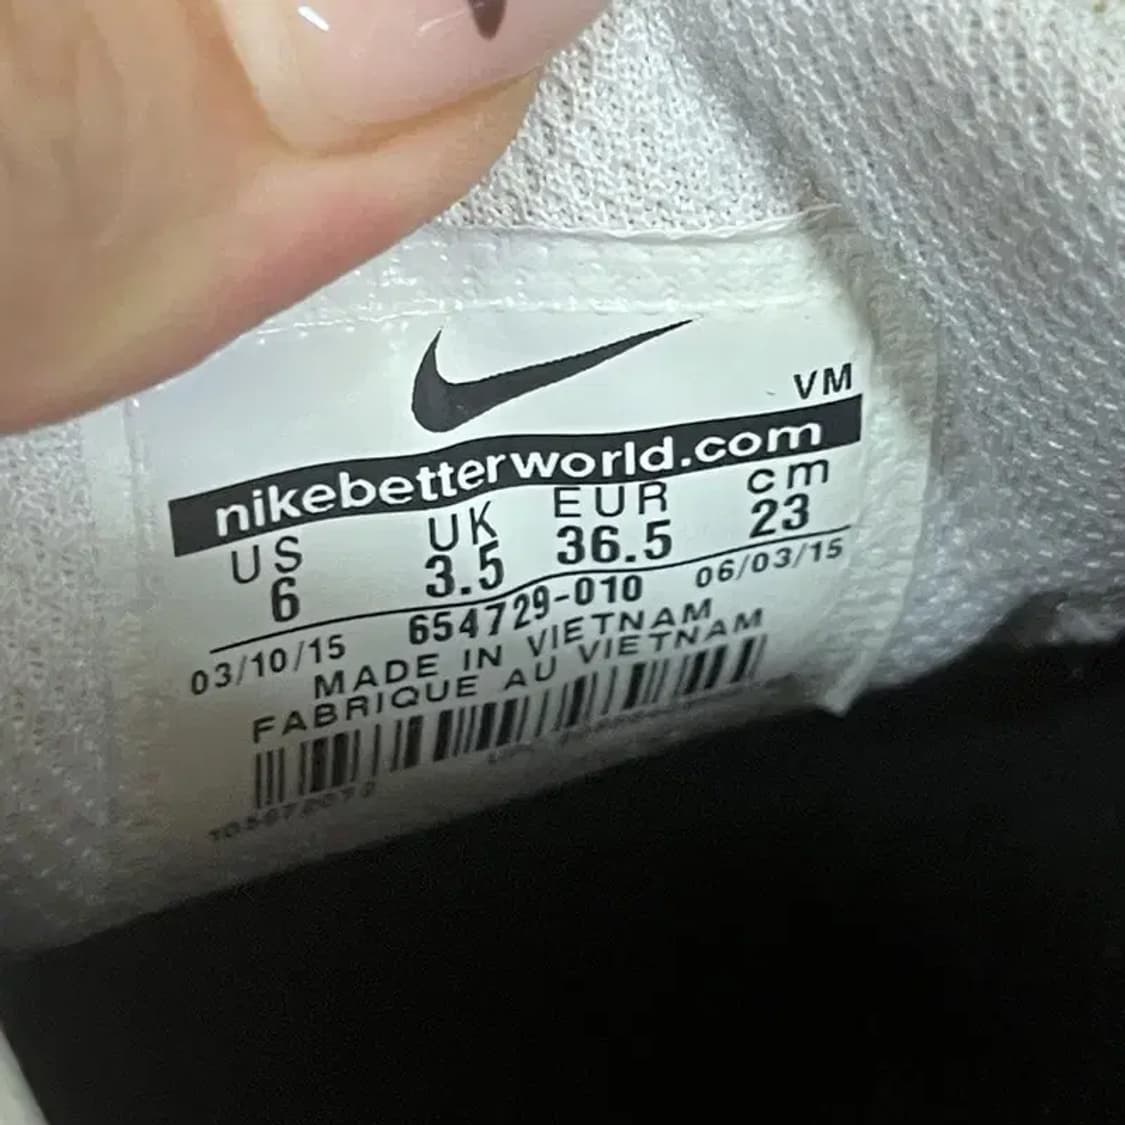 VM
nikebetterworld.com
US UK EUR cm
6 3.5 36.5 23
03/10/15 654729-010 06/03/15
MADE IN VIETNAM
FABRIQUE AU VIETNAM